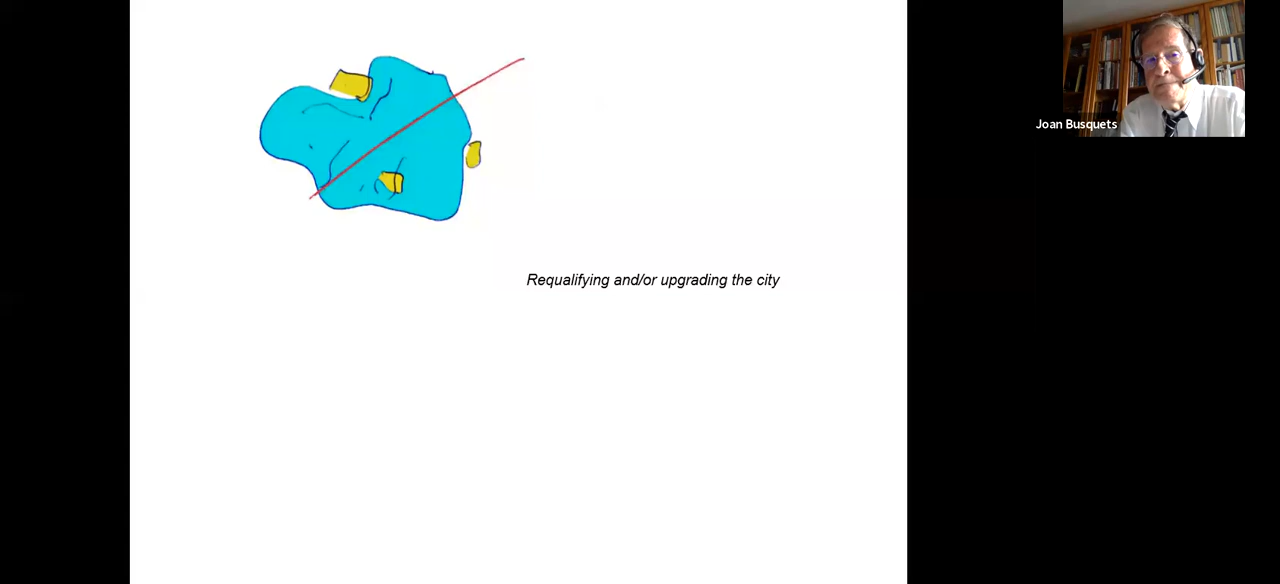 Joan Busquets
Requalifying and/or upgrading the city